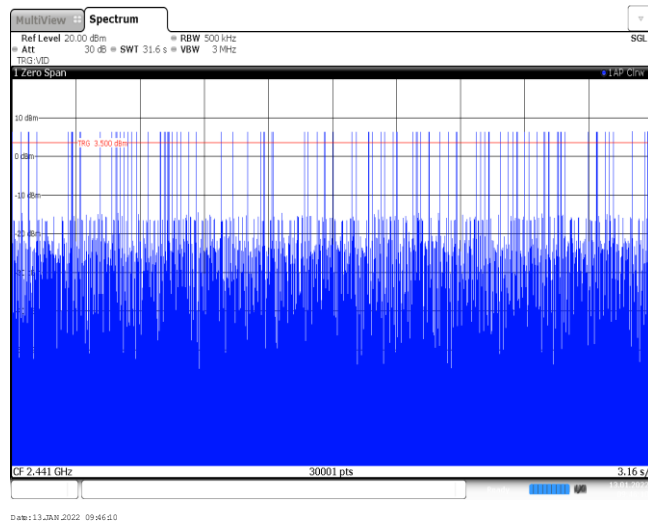 MultiView Spectrum
Ref Level 20.00 dBm RBW 500 kHz SGL
Att 30 dB SWT 31.6 s VBW 3 MHz
TRG:VID
1 Zero Span 1AP Clrw
10 dBm
TRG 3.500 dBm
0 dBm
-10 dBm
-20 dBm
CF 2.441 GHz 30001 pts 3.16 s/
Date: 13.JAN.2022 09:46:10